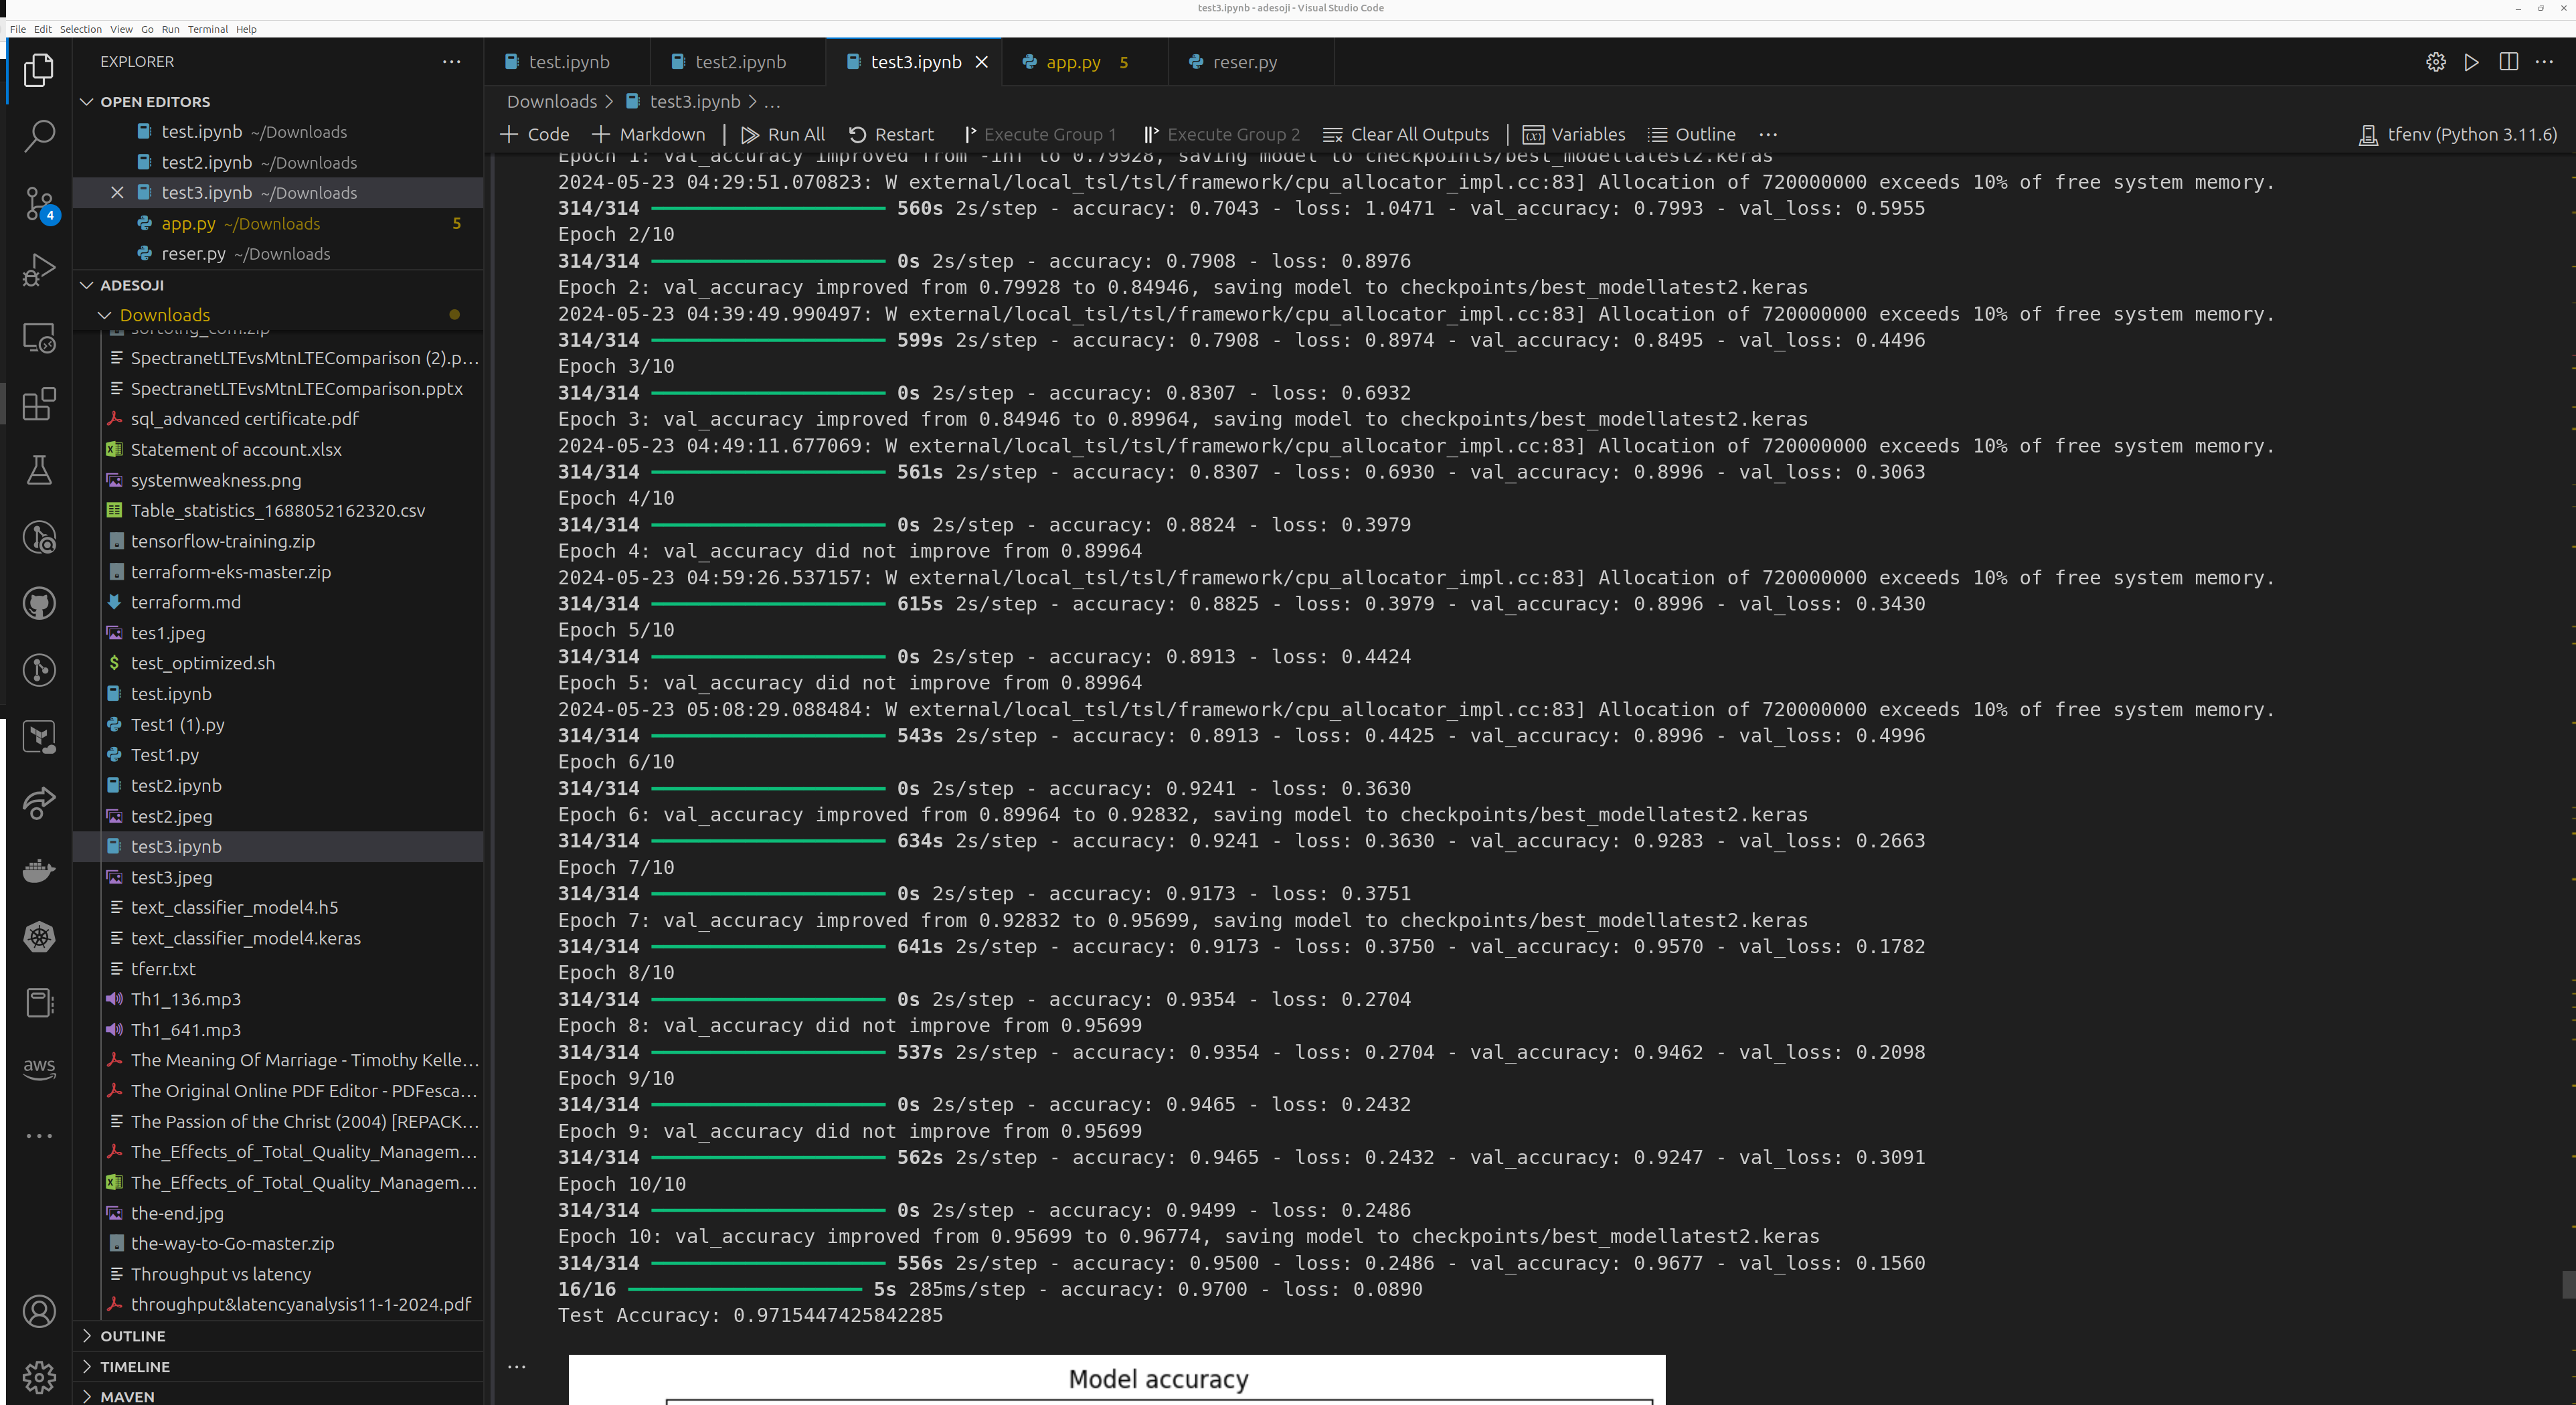 test3.ipynb - adesoji - Visual Studio Code
File Edit Selection View Go Run Terminal Help
EXPLORER
OPEN EDITORS
test.ipynb ~/Downloads
test2.ipynb ~/Downloads
test3.ipynb ~/Downloads
app.py ~/Downloads 5
reser.py ~/Downloads
4
ADESOJI
Downloads
SpectranetLTEvsMtnLTEComparison (2).p...
SpectranetLTEvsMtnLTEComparison.pptx
sql_advanced certificate.pdf
Statement of account.xlsx
systemweakness.png
Table_statistics_1688052162320.csv
tensorflow-training.zip
terraform-eks-master.zip
terraform.md
tes1.jpeg
test_optimized.sh
test.ipynb
Test1 (1).py
Test1.py
test2.ipynb
test2.jpeg
test3.ipynb
test3.jpeg
text_classifier_model4.h5
text_classifier_model4.keras
tferr.txt
Th1_136.mp3
Th1_641.mp3
The Meaning Of Marriage - Timothy Kelle...
The Original Online PDF Editor - PDFesca...
The Passion of the Christ (2004) [REPACK...
The_Effects_of_Total_Quality_Managem...
The_Effects_of_Total_Quality_Managem...
the-end.jpg
the-way-to-Go-master.zip
Throughput vs latency
throughput&latencyanalysis11-1-2024.pdf
OUTLINE
TIMELINE
MAVEN
aws
test.ipynb test2.ipynb test3.ipynb app.py 5 reser.py
Downloads > test3.ipynb > ...
+ Code + Markdown | Run All Restart Execute Group 1 Execute Group 2 Clear All Outputs | Variables Outline ... tfenv (Python 3.11.6)
Epoch 1: val_accuracy improved from -inf to 0.79928, saving model to checkpoints/best_modellatest2.keras
2024-05-23 04:29:51.070823: W external/local_tsl/tsl/framework/cpu_allocator_impl.cc:83] Allocation of 720000000 exceeds 10% of free system memory.
314/314 560s 2s/step - accuracy: 0.7043 - loss: 1.0471 - val_accuracy: 0.7993 - val_loss: 0.5955
Epoch 2/10
314/314 0s 2s/step - accuracy: 0.7908 - loss: 0.8976
Epoch 2: val_accuracy improved from 0.79928 to 0.84946, saving model to checkpoints/best_modellatest2.keras
2024-05-23 04:39:49.990497: W external/local_tsl/tsl/framework/cpu_allocator_impl.cc:83] Allocation of 720000000 exceeds 10% of free system memory.
314/314 599s 2s/step - accuracy: 0.7908 - loss: 0.8974 - val_accuracy: 0.8495 - val_loss: 0.4496
Epoch 3/10
314/314 0s 2s/step - accuracy: 0.8307 - loss: 0.6932
Epoch 3: val_accuracy improved from 0.84946 to 0.89964, saving model to checkpoints/best_modellatest2.keras
2024-05-23 04:49:11.677069: W external/local_tsl/tsl/framework/cpu_allocator_impl.cc:83] Allocation of 720000000 exceeds 10% of free system memory.
314/314 561s 2s/step - accuracy: 0.8307 - loss: 0.6930 - val_accuracy: 0.8996 - val_loss: 0.3063
Epoch 4/10
314/314 0s 2s/step - accuracy: 0.8824 - loss: 0.3979
Epoch 4: val_accuracy did not improve from 0.89964
2024-05-23 04:59:26.537157: W external/local_tsl/tsl/framework/cpu_allocator_impl.cc:83] Allocation of 720000000 exceeds 10% of free system memory.
314/314 615s 2s/step - accuracy: 0.8825 - loss: 0.3979 - val_accuracy: 0.8996 - val_loss: 0.3430
Epoch 5/10
314/314 0s 2s/step - accuracy: 0.8913 - loss: 0.4424
Epoch 5: val_accuracy did not improve from 0.89964
2024-05-23 05:08:29.088484: W external/local_tsl/tsl/framework/cpu_allocator_impl.cc:83] Allocation of 720000000 exceeds 10% of free system memory.
314/314 543s 2s/step - accuracy: 0.8913 - loss: 0.4425 - val_accuracy: 0.8996 - val_loss: 0.4996
Epoch 6/10
314/314 0s 2s/step - accuracy: 0.9241 - loss: 0.3630
Epoch 6: val_accuracy improved from 0.89964 to 0.92832, saving model to checkpoints/best_modellatest2.keras
314/314 634s 2s/step - accuracy: 0.9241 - loss: 0.3630 - val_accuracy: 0.9283 - val_loss: 0.2663
Epoch 7/10
314/314 0s 2s/step - accuracy: 0.9173 - loss: 0.3751
Epoch 7: val_accuracy improved from 0.92832 to 0.95699, saving model to checkpoints/best_modellatest2.keras
314/314 641s 2s/step - accuracy: 0.9173 - loss: 0.3750 - val_accuracy: 0.9570 - val_loss: 0.1782
Epoch 8/10
314/314 0s 2s/step - accuracy: 0.9354 - loss: 0.2704
Epoch 8: val_accuracy did not improve from 0.95699
314/314 537s 2s/step - accuracy: 0.9354 - loss: 0.2704 - val_accuracy: 0.9462 - val_loss: 0.2098
Epoch 9/10
314/314 0s 2s/step - accuracy: 0.9465 - loss: 0.2432
Epoch 9: val_accuracy did not improve from 0.95699
314/314 562s 2s/step - accuracy: 0.9465 - loss: 0.2432 - val_accuracy: 0.9247 - val_loss: 0.3091
Epoch 10/10
314/314 0s 2s/step - accuracy: 0.9499 - loss: 0.2486
Epoch 10: val_accuracy improved from 0.95699 to 0.96774, saving model to checkpoints/best_modellatest2.keras
314/314 556s 2s/step - accuracy: 0.9500 - loss: 0.2486 - val_accuracy: 0.9677 - val_loss: 0.1560
16/16 5s 285ms/step - accuracy: 0.9700 - loss: 0.0890
Test Accuracy: 0.9715447425842285
Model accuracy